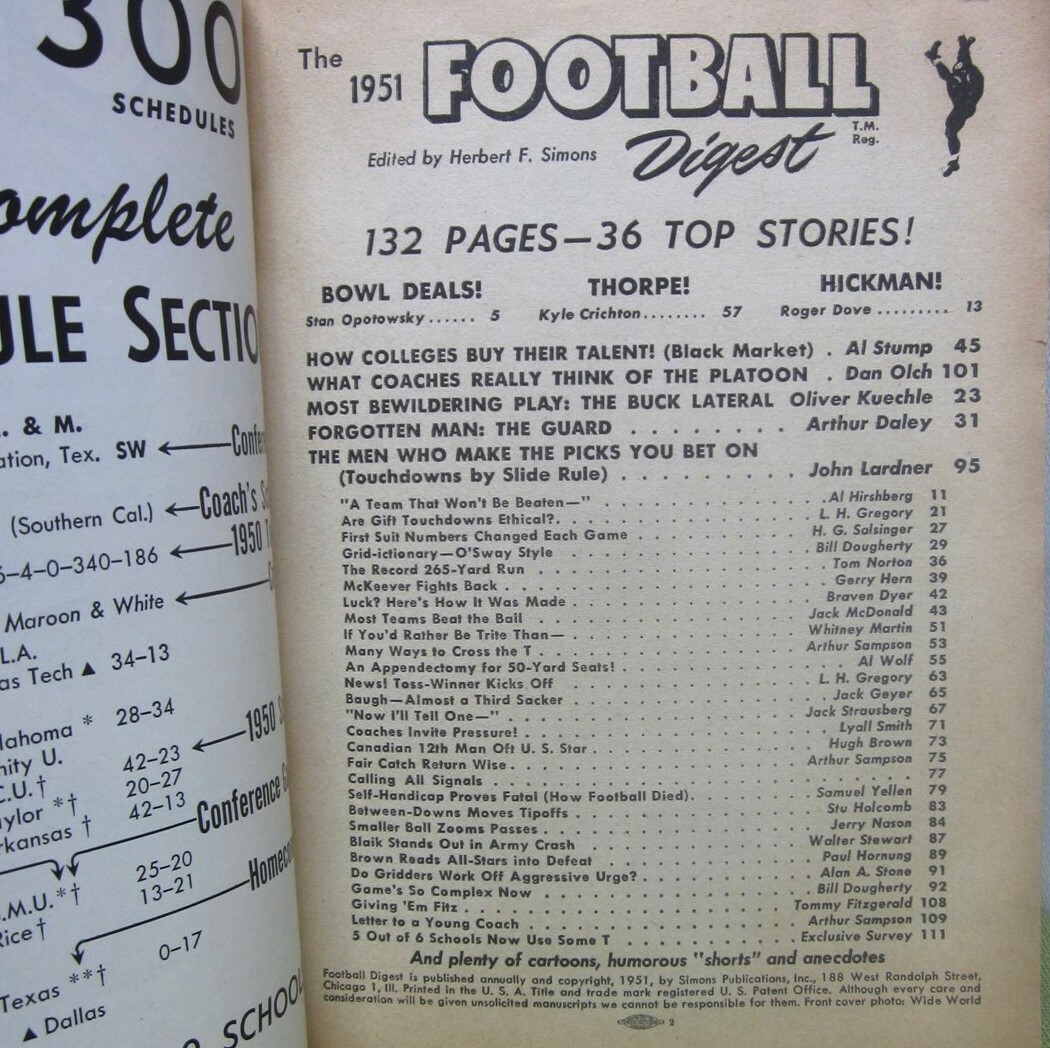 300
SCHEDULES
SECTIO
. & M.
Tex. SW
(Southern Cal.) Coach's
-4-0-340-186 1950
Maroon & White
L.A.
Tech ▲ 34-13
* 28-34
U. 42-23 1950
† 20-27
*† 42-13
† Conference
.M.U.*† 25-20
Rice † 13-21
Texas **† 0-17
▲ Dallas
SCHOOL
The 1951 FOOTBALL Digest
T.M. Reg.
Edited by Herbert F. Simons
132 PAGES—36 TOP STORIES!
BOWL DEALS! THORPE! HICKMAN!
Stan Opotowsky ...... 5 Kyle Crichton ........ 57 Roger Dove ......... 13
HOW COLLEGES BUY THEIR TALENT! (Black Market) . Al Stump 45
WHAT COACHES REALLY THINK OF THE PLATOON . Dan Olch 101
MOST BEWILDERING PLAY: THE BUCK LATERAL Oliver Kuechle 23
FORGOTTEN MAN: THE GUARD . . . . . . . . Arthur Daley 31
THE MEN WHO MAKE THE PICKS YOU BET ON
(Touchdowns by Slide Rule) . . . . . . . . . John Lardner 95
"A Team That Won't Be Beaten—" . . . Al Hirshberg 11
Are Gift Touchdowns Ethical? . . . L. H. Gregory 21
First Suit Numbers Changed Each Game . . . H. G. Salsinger 27
Grid-ictionary—O'Sway Style . . . Bill Dougherty 29
The Record 265-Yard Run . . . Tom Norton 36
McKeever Fights Back . . . Gerry Hern 39
Luck? Here's How It Was Made . . . Braven Dyer 42
Most Teams Beat the Ball . . . Jack McDonald 43
If You'd Rather Be Trite Than— . . . Whitney Martin 51
Many Ways to Cross the T . . . Arthur Sampson 53
An Appendectomy for 50-Yard Seats! . . . Al Wolf 55
News! Toss-Winner Kicks Off . . . L. H. Gregory 63
Baugh—Almost a Third Sacker . . . Jack Geyer 65
"Now I'll Tell One—" . . . Jack Strausberg 67
Coaches Invite Pressure! . . . Lyall Smith 71
Canadian 12th Man Oft U. S. Star . . . Hugh Brown 73
Fair Catch Return Wise . . . Arthur Sampson 75
Calling All Signals . . . 77
Self-Handicap Proves Fatal (How Football Died) . . . Samuel Yellen 79
Between-Downs Moves Tipoffs . . . Stu Holcomb 83
Smaller Ball Zooms Passes . . . Jerry Nason 84
Blaik Stands Out in Army Crash . . . Walter Stewart 87
Brown Reads All-Stars into Defeat . . . Paul Hornung 89
Do Gridders Work Off Aggressive Urge? . . . Alan A. Stone 91
Game's So Complex Now . . . Bill Dougherty 92
Giving 'Em Fitz . . . Tommy Fitzgerald 108
Letter to a Young Coach . . . Arthur Sampson 109
5 Out of 6 Schools Now Use Some T . . . Exclusive Survey 111
And plenty of cartoons, humorous "shorts" and anecdotes
Football Digest is published annually and copyright, 1951, by Simons Publications, Inc., 188 West Randolph Street,
Chicago 1, Ill. Printed in the U. S. A. Title and trade mark registered U. S. Patent Office. Although every care and
consideration will be given unsolicited manuscripts we cannot be responsible for them. Front cover photo: Wide World
2